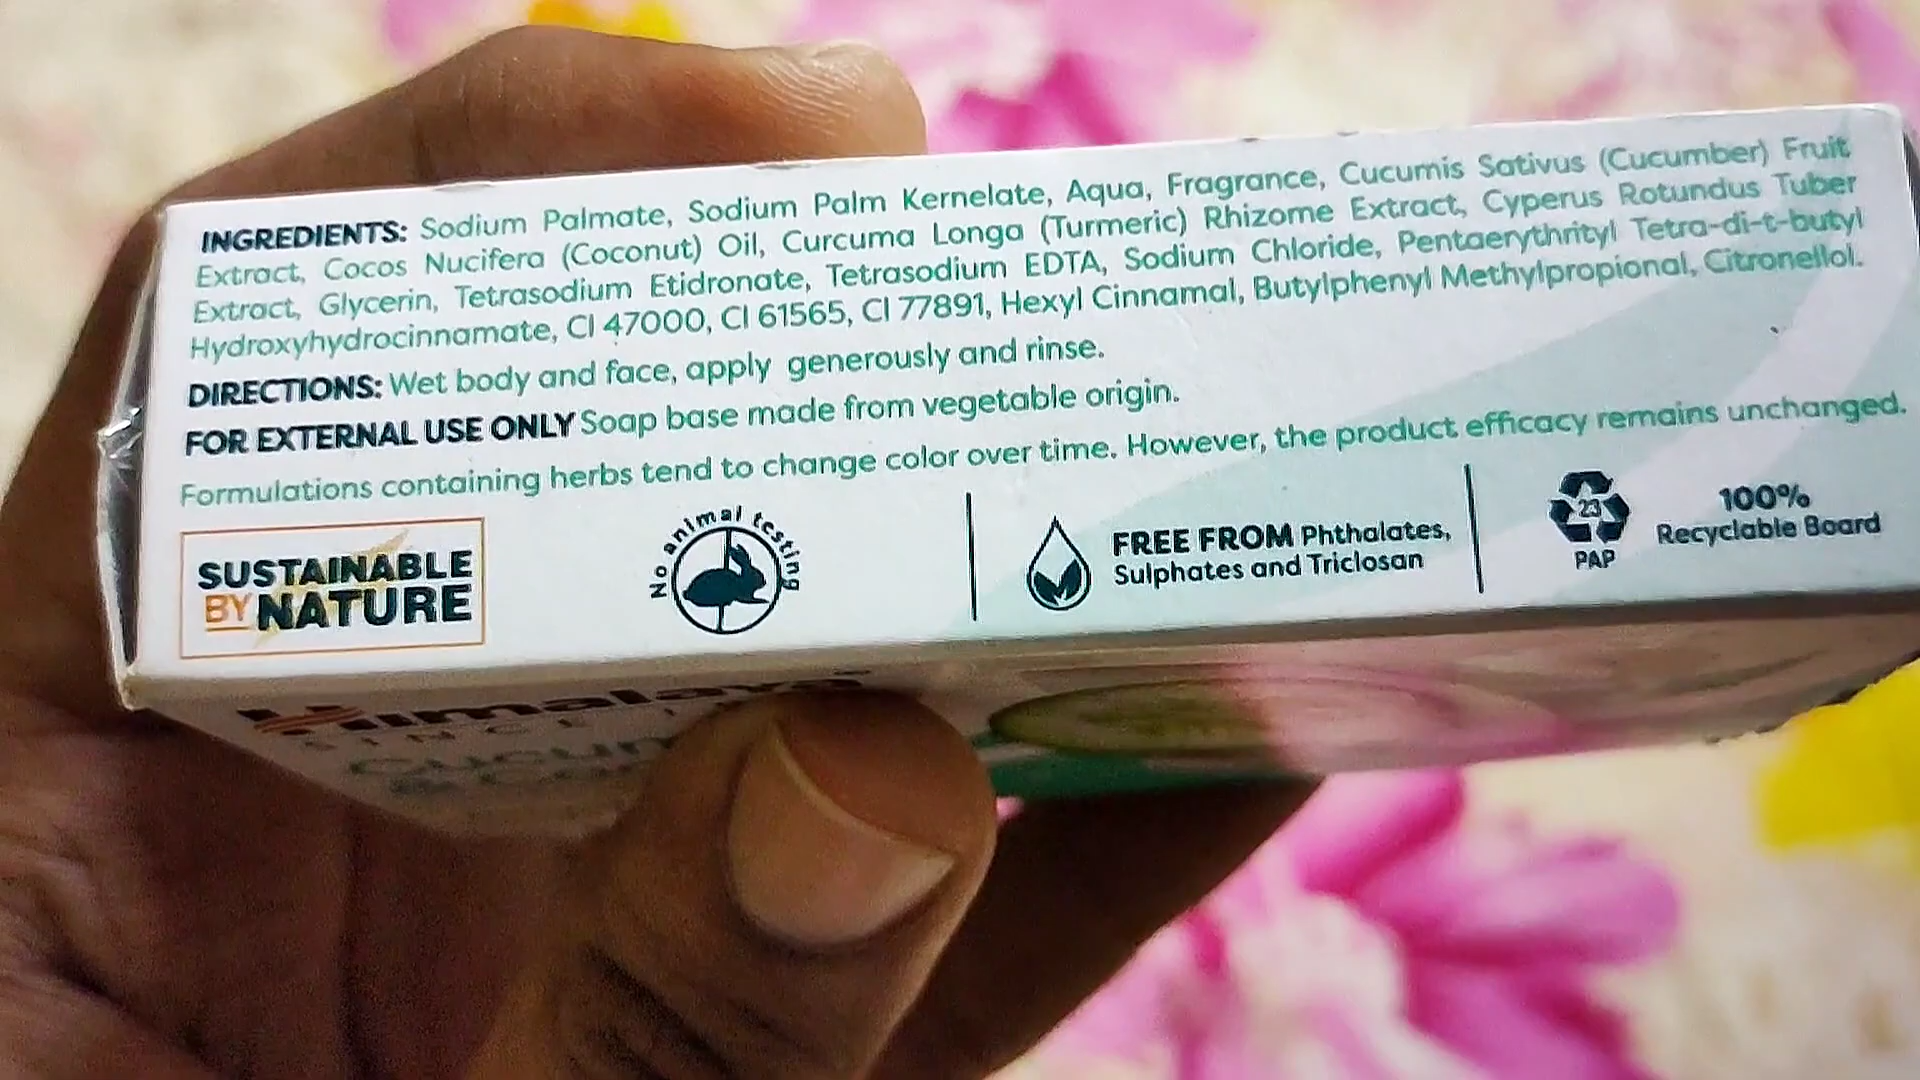 INGREDIENTS: Sodium Palmate, Sodium Palm Kernelate, Aqua, Fragrance, Cucumis Sativus (Cucumber) Fruit
Extract, Cocos Nucifera (Coconut) Oil, Curcuma Longa (Turmeric) Rhizome Extract, Cyperus Rotundus Tuber
Extract, Glycerin, Tetrasodium Etidronate, Tetrasodium EDTA, Sodium Chloride, Pentaerythrityl Tetra-di-t-butyl
Hydroxyhydrocinnamate, CI 47000, CI 61565, CI 77891, Hexyl Cinnamal, Butylphenyl Methylpropional, Citronellol.
DIRECTIONS: Wet body and face, apply generously and rinse.
FOR EXTERNAL USE ONLY Soap base made from vegetable origin.
Formulations containing herbs tend to change color over time. However, the product efficacy remains unchanged.
SUSTAINABLE
BY NATURE
No animal testing
FREE FROM Phthalates,
Sulphates and Triclosan
23
PAP
100%
Recyclable Board
Himalaya